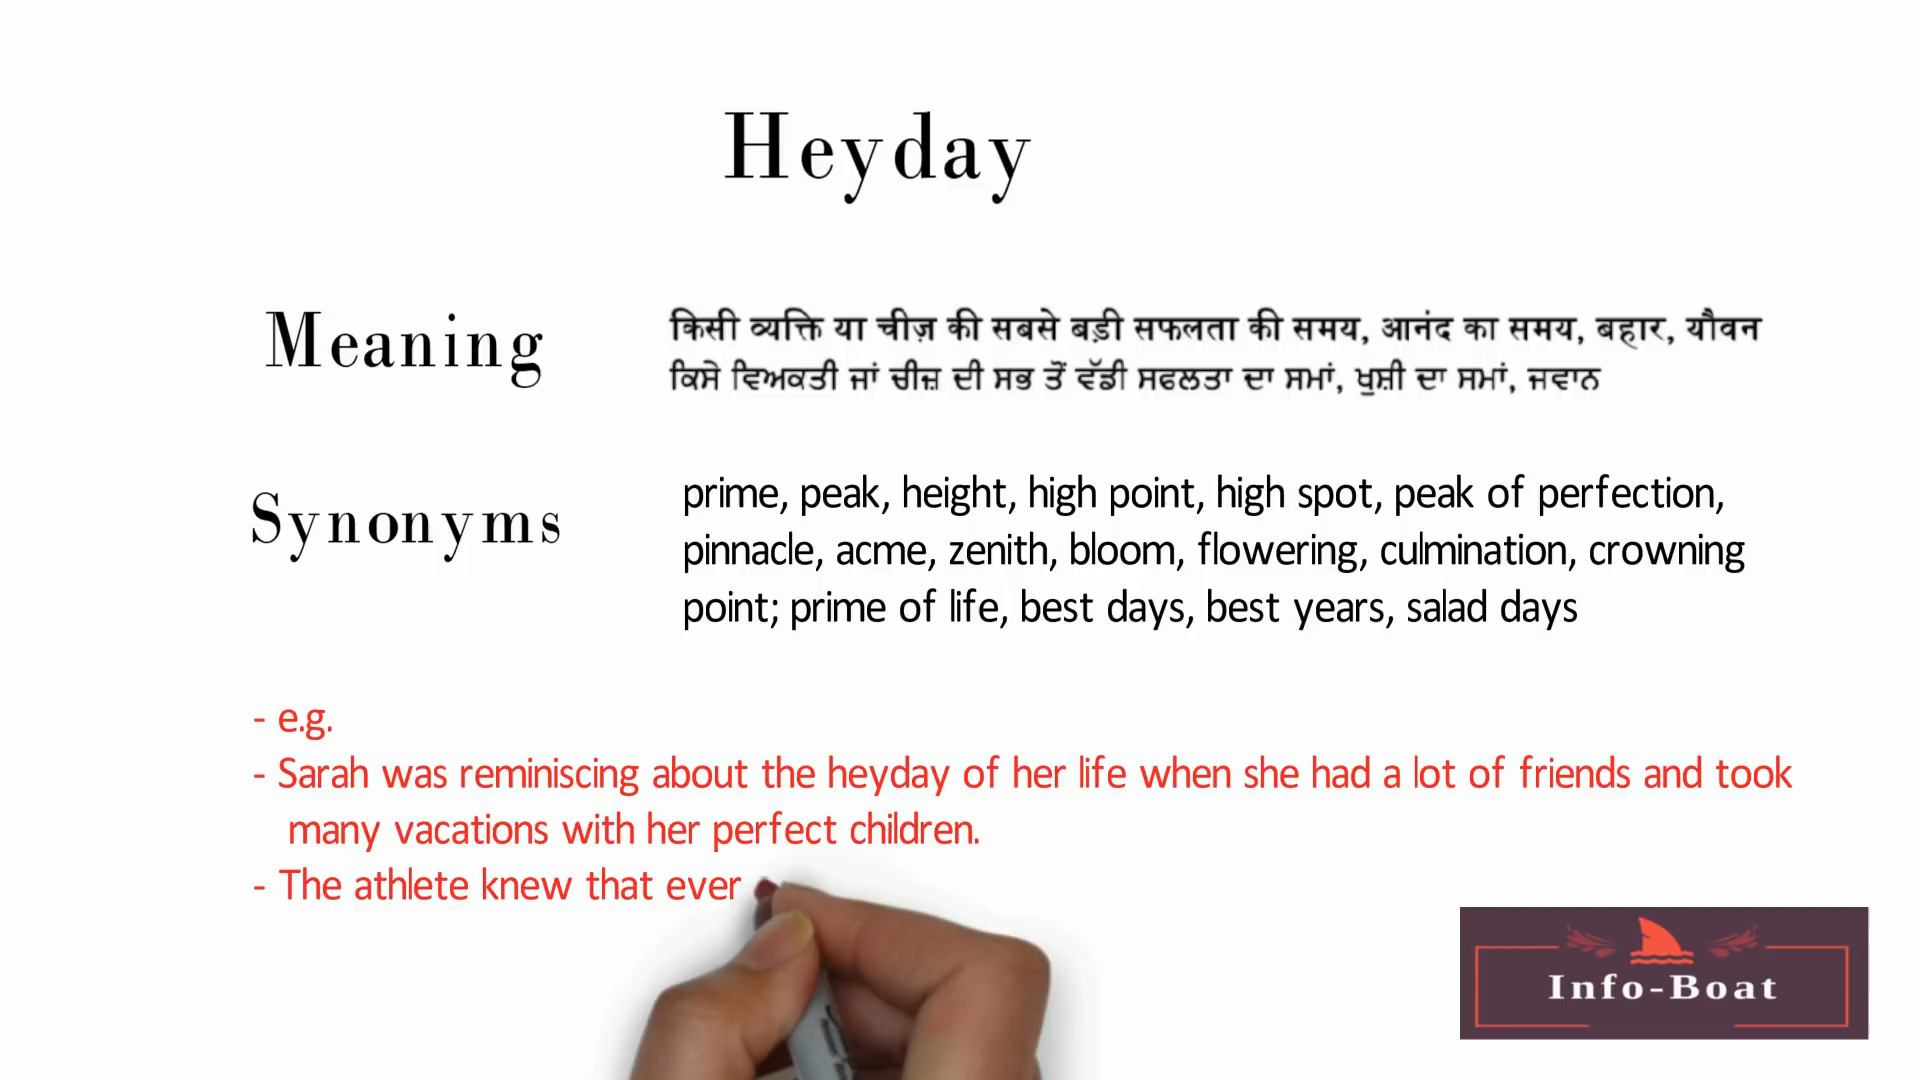 Heyday
Meaning
किसी व्यक्ति या चीज़ की सबसे बड़ी सफलता की समय, आनंद का समय, बहार, यौवन
ਕਿਸੇ ਵਿਅਕਤੀ ਜਾਂ ਚੀਜ਼ ਦੀ ਸਭ ਤੋਂ ਵੱਡੀ ਸਫਲਤਾ ਦਾ ਸਮਾਂ, ਖੁਸ਼ੀ ਦਾ ਸਮਾਂ, ਜਵਾਨ
Synonyms
prime, peak, height, high point, high spot, peak of perfection,
pinnacle, acme, zenith, bloom, flowering, culmination, crowning
point; prime of life, best days, best years, salad days
- e.g.
- Sarah was reminiscing about the heyday of her life when she had a lot of friends and took
many vacations with her perfect children.
- The athlete knew that ever
Info-Boat